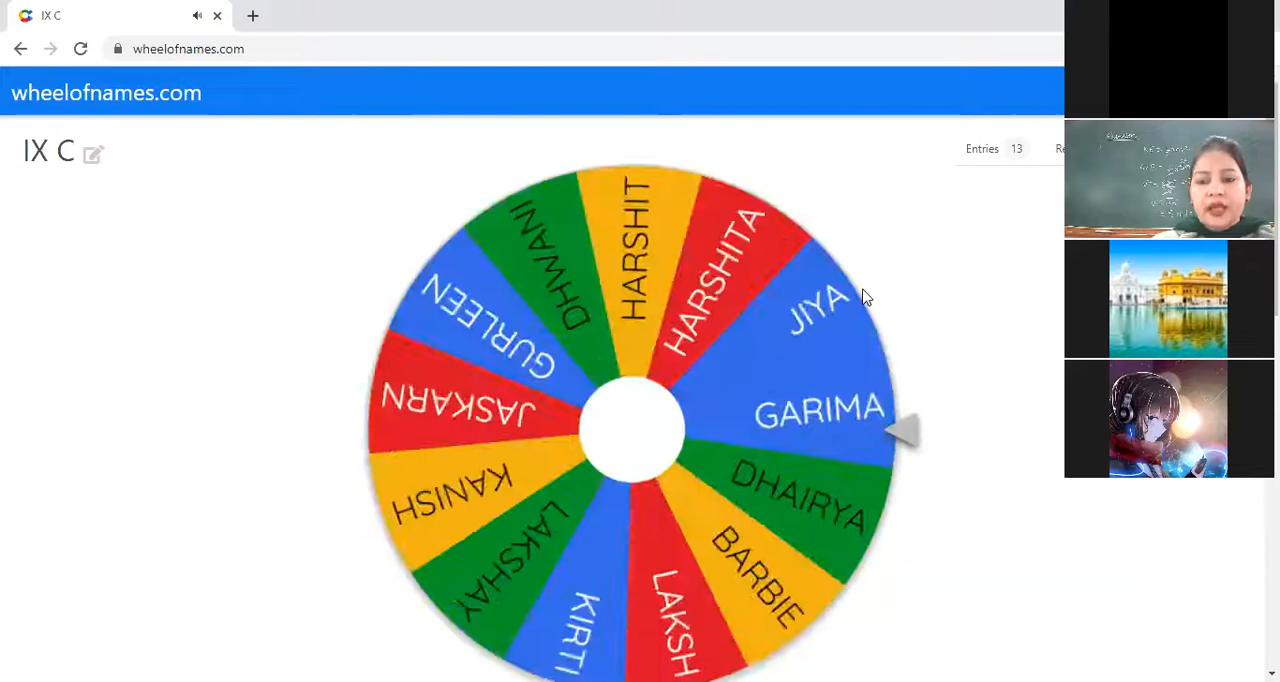 IX C
wheelofnames.com
wheelofnames.com
IX C
Entries 13
Re
HARSHIT
HARSHITA
JIYA
GARIMA
DHAIRYA
BARBIE
LAKSH
KIRTI
LAKSHAY
KANISH
JASKARN
GURLEEN
DHWANI